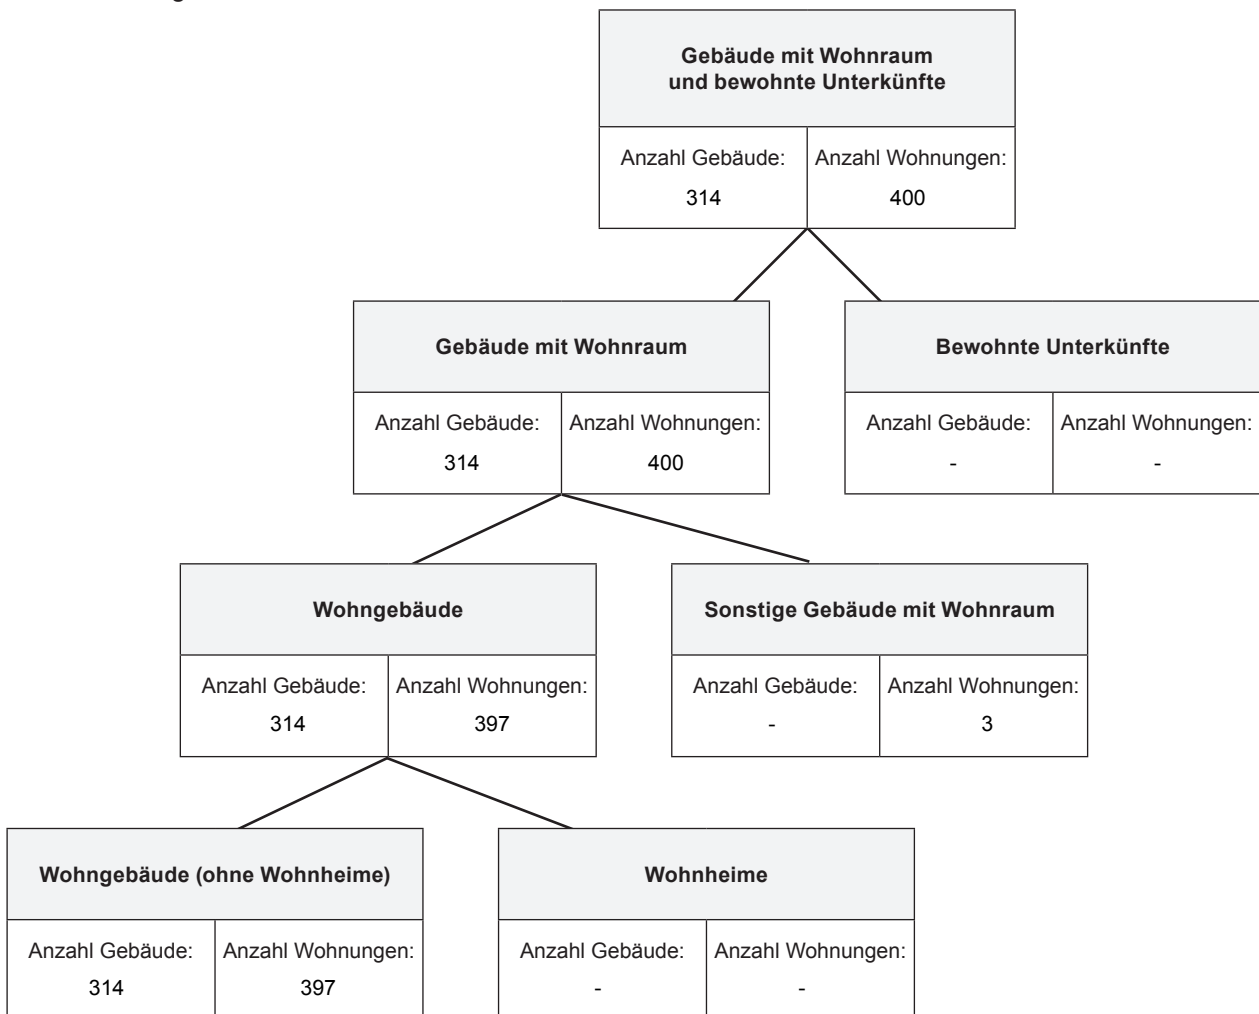 Gebäude mit Wohnraum
und bewohnte Unterkünfte
Anzahl Gebäude: Anzahl Wohnungen:
314 400
Gebäude mit Wohnraum
Bewohnte Unterkünfte
Anzahl Gebäude: Anzahl Wohnungen:
314 400
Anzahl Gebäude: Anzahl Wohnungen:
- -
Wohngebäude
Sonstige Gebäude mit Wohnraum
Anzahl Gebäude: Anzahl Wohnungen:
314 397
Anzahl Gebäude: Anzahl Wohnungen:
- 3
Wohngebäude (ohne Wohnheime)
Wohnheime
Anzahl Gebäude: Anzahl Wohnungen:
314 397
Anzahl Gebäude: Anzahl Wohnungen:
- -